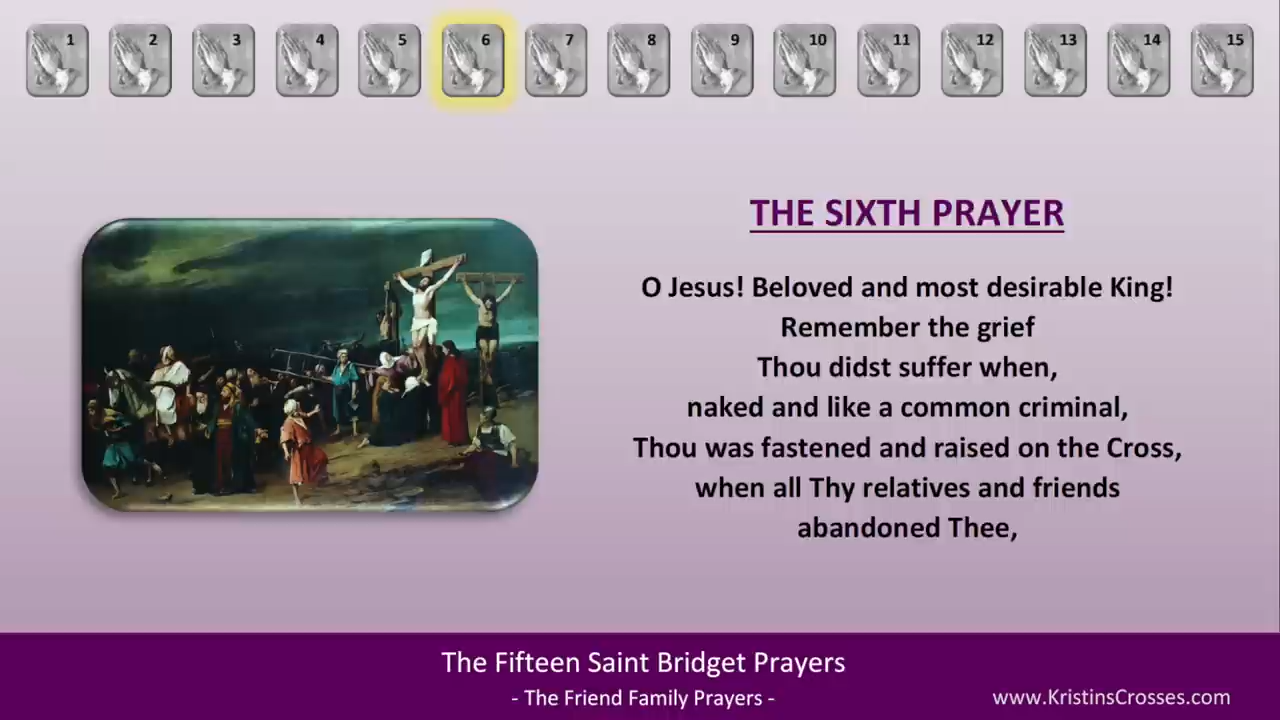 1 2 3 4 5 6 7 8 9 10 11 12 13 14 15
THE SIXTH PRAYER
O Jesus! Beloved and most desirable King!
Remember the grief
Thou didst suffer when,
naked and like a common criminal,
Thou was fastened and raised on the Cross,
when all Thy relatives and friends
abandoned Thee,
The Fifteen Saint Bridget Prayers
- The Friend Family Prayers -
www.KristinsCrosses.com